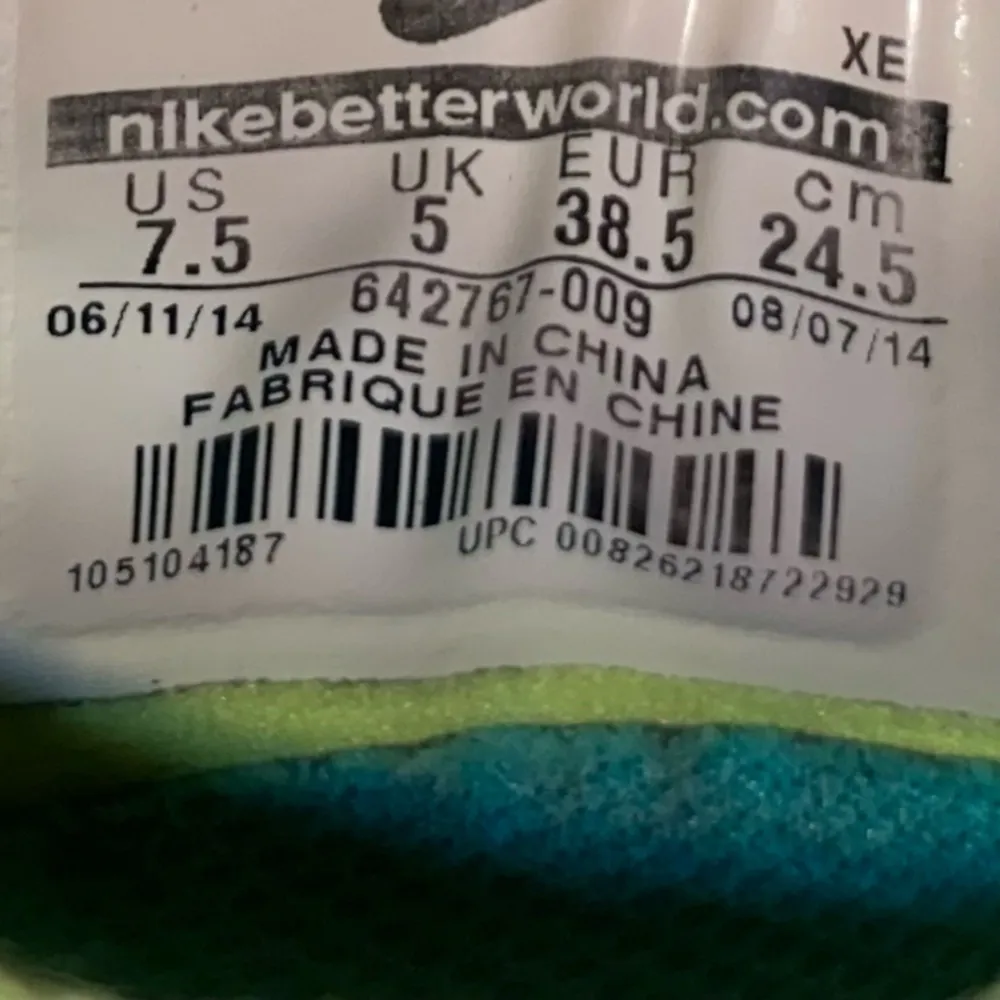 XE
nikebetterworld.com
US UK EUR cm
7.5 5 38.5 24.5
06/11/14 642767-009 08/07/14
MADE IN CHINA
FABRIQUE EN CHINE
105104187 UPC 00826218722929